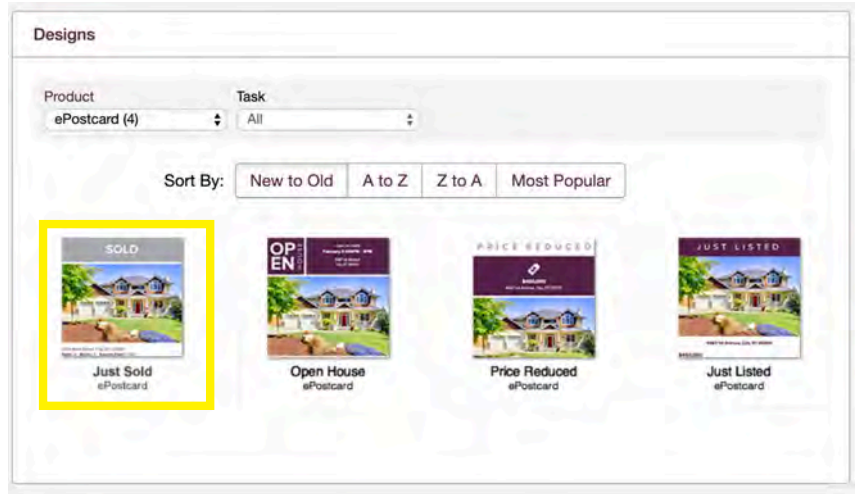 Designs
Product Task
ePostcard (4) All
Sort By: New to Old A to Z Z to A Most Popular
SOLD
OPEN HOUSE
PRICE REDUCED
JUST LISTED
Just Sold
ePostcard
Open House
ePostcard
Price Reduced
ePostcard
Just Listed
ePostcard